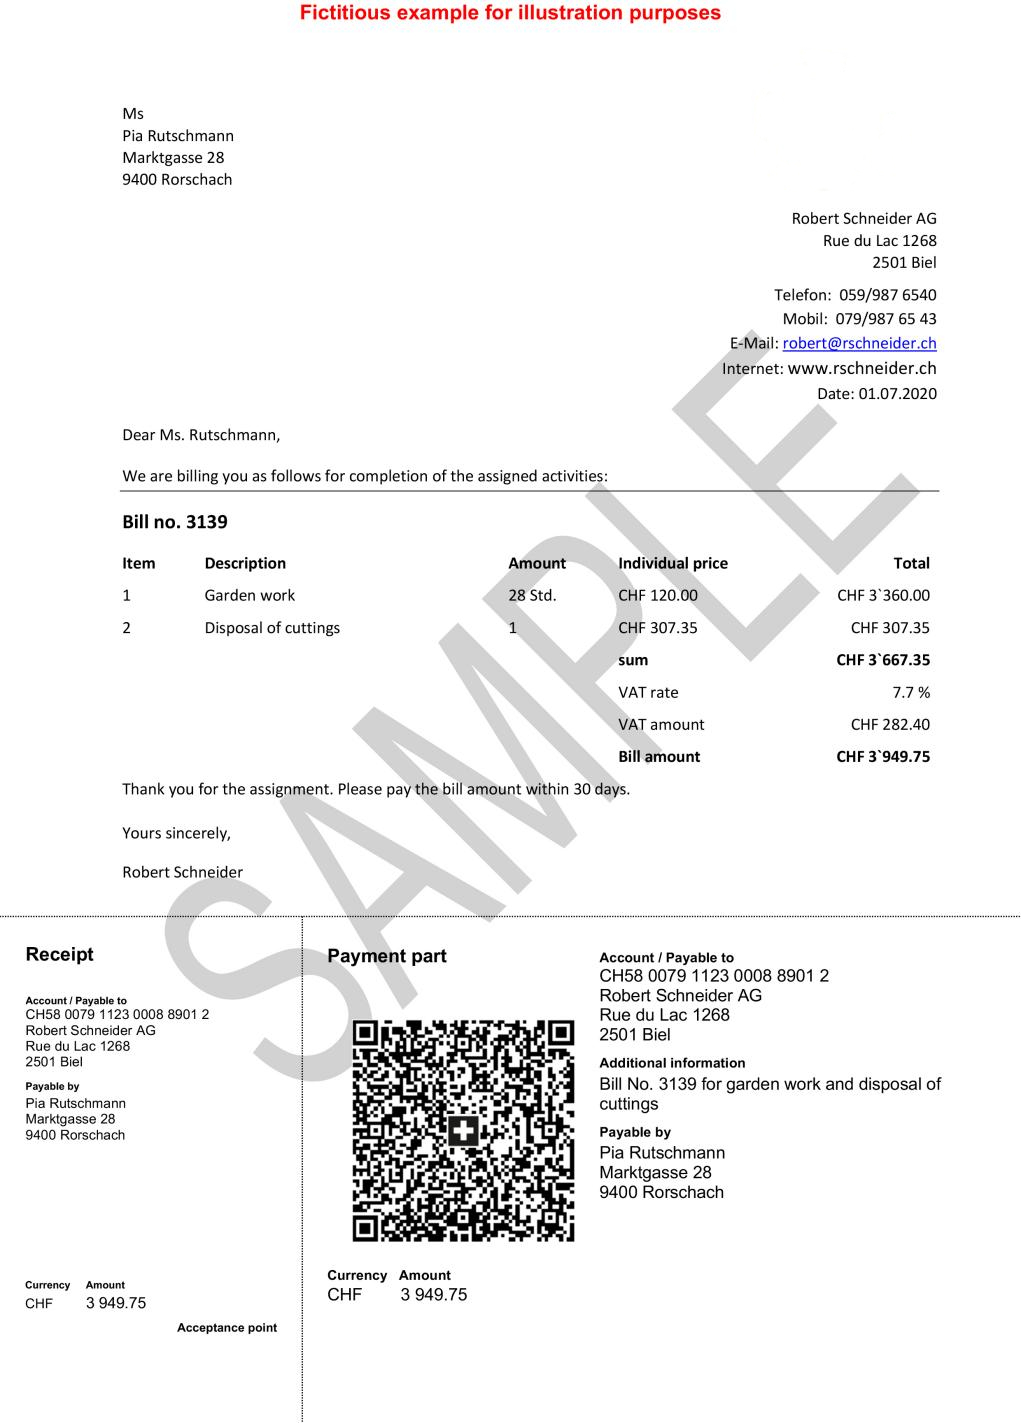 Fictitious example for illustration purposes
Ms
Pia Rutschmann
Marktgasse 28
9400 Rorschach
Robert Schneider AG
Rue du Lac 1268
2501 Biel
Telefon: 059/987 6540
Mobil: 079/987 65 43
E-Mail: robert@rschneider.ch
Internet: www.rschneider.ch
Date: 01.07.2020
Dear Ms. Rutschmann,
We are billing you as follows for completion of the assigned activities:
Bill no. 3139
Item Description Amount Individual price Total
1 Garden work 28 Std. CHF 120.00 CHF 3`360.00
2 Disposal of cuttings 1 CHF 307.35 CHF 307.35
sum CHF 3`667.35
VAT rate 7.7 %
VAT amount CHF 282.40
Bill amount CHF 3`949.75
Thank you for the assignment. Please pay the bill amount within 30 days.
Yours sincerely,
Robert Schneider
SAMPLE
Receipt
Account / Payable to
CH58 0079 1123 0008 8901 2
Robert Schneider AG
Rue du Lac 1268
2501 Biel
Payable by
Pia Rutschmann
Marktgasse 28
9400 Rorschach
Currency Amount
CHF 3 949.75
Acceptance point
Payment part
Currency Amount
CHF 3 949.75
Account / Payable to
CH58 0079 1123 0008 8901 2
Robert Schneider AG
Rue du Lac 1268
2501 Biel
Additional information
Bill No. 3139 for garden work and disposal of
cuttings
Payable by
Pia Rutschmann
Marktgasse 28
9400 Rorschach